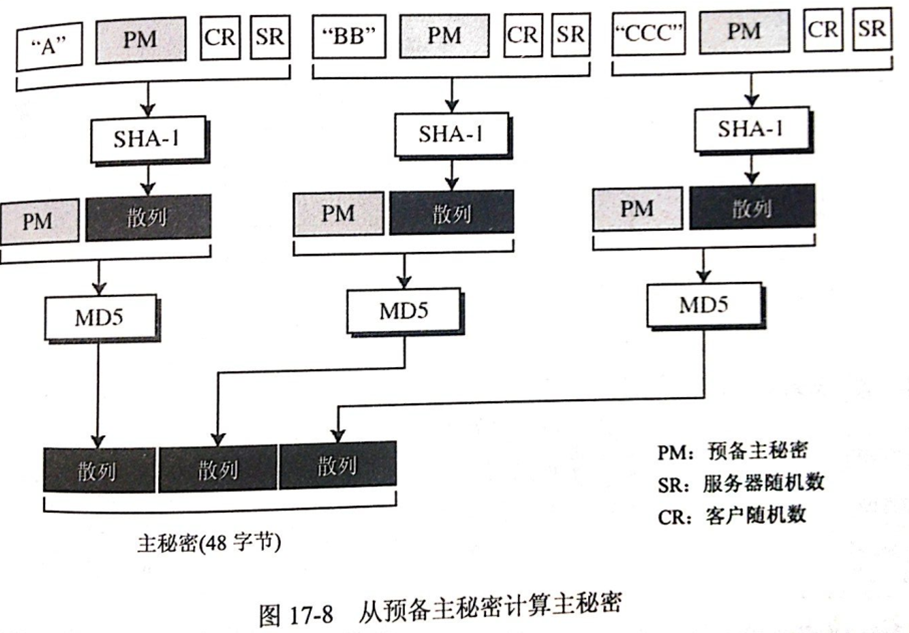 “A” PM CR SR “BB” PM CR SR “CCC” PM CR SR
SHA-1 SHA-1 SHA-1
PM 散列 PM 散列 PM 散列
MD5 MD5 MD5
散列 散列 散列
主秘密(48 字节)
PM：预备主秘密
SR：服务器随机数
CR：客户随机数
图 17-8 从预备主秘密计算主秘密